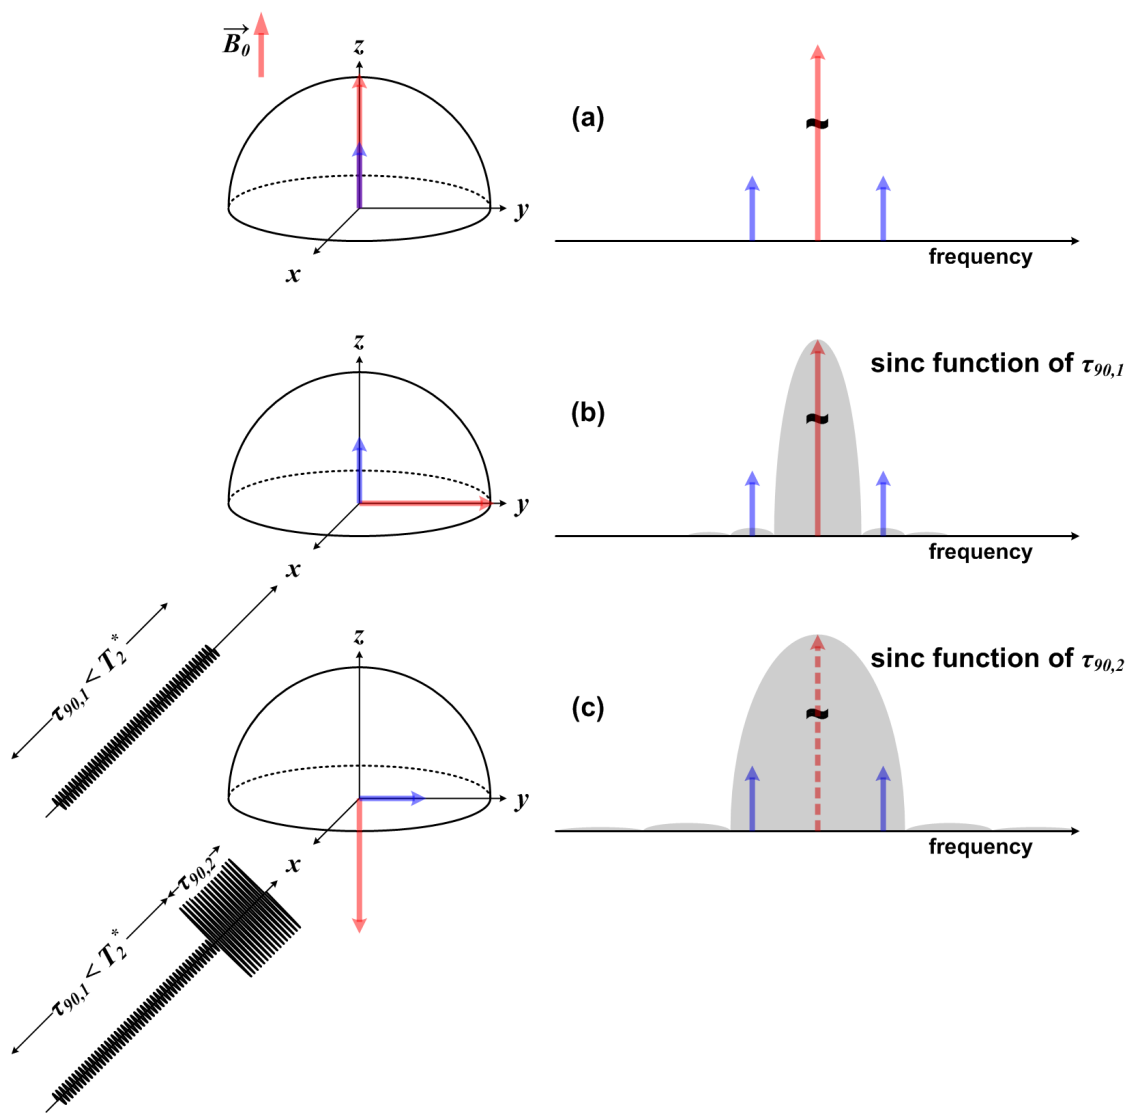 B₀
z
y
x
(a)
~
frequency
z
y
x
(b)
~
sinc function of τ₉₀,₁
frequency
τ₉₀,₁ < T₂*
z
y
x
(c)
~
sinc function of τ₉₀,₂
frequency
τ₉₀,₁ < T₂*
τ₉₀,₂